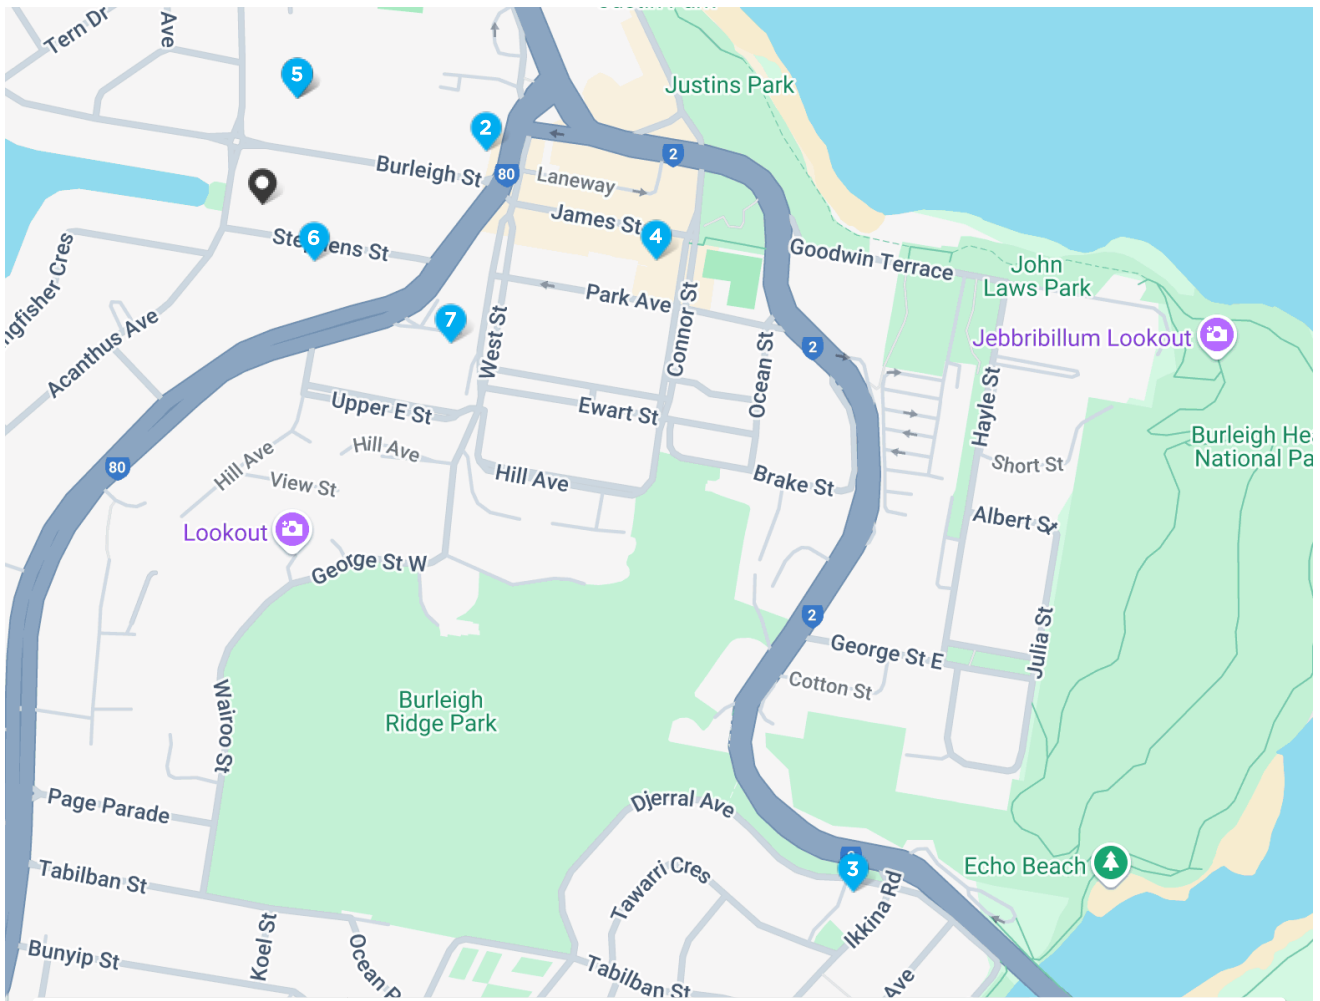 Tern Dr
Ave
5
Justins Park
2
2
80
Burleigh St
Laneway
James St
4
6
Stephens St
Goodwin Terrace
John
Laws Park
Park Ave
Connor St
7
West St
2
Jebbribillum Lookout
ngfisher Cres
Acanthus Ave
Ocean St
Hayle St
Upper E St
Ewart St
Burleigh He
National Pa
Hill Ave
Hill Ave
Hill Ave
80
View St
Brake St
Short St
Albert St
Lookout
George St W
2
George St E
Julia St
Cotton St
Burleigh
Ridge Park
Wairoo St
Page Parade
Djerral Ave
Echo Beach
3
Tabilban St
Tawarri Cres
Ikkina Rd
Koel St
Bunyip St
Ocean P
Tabilban St
Ave